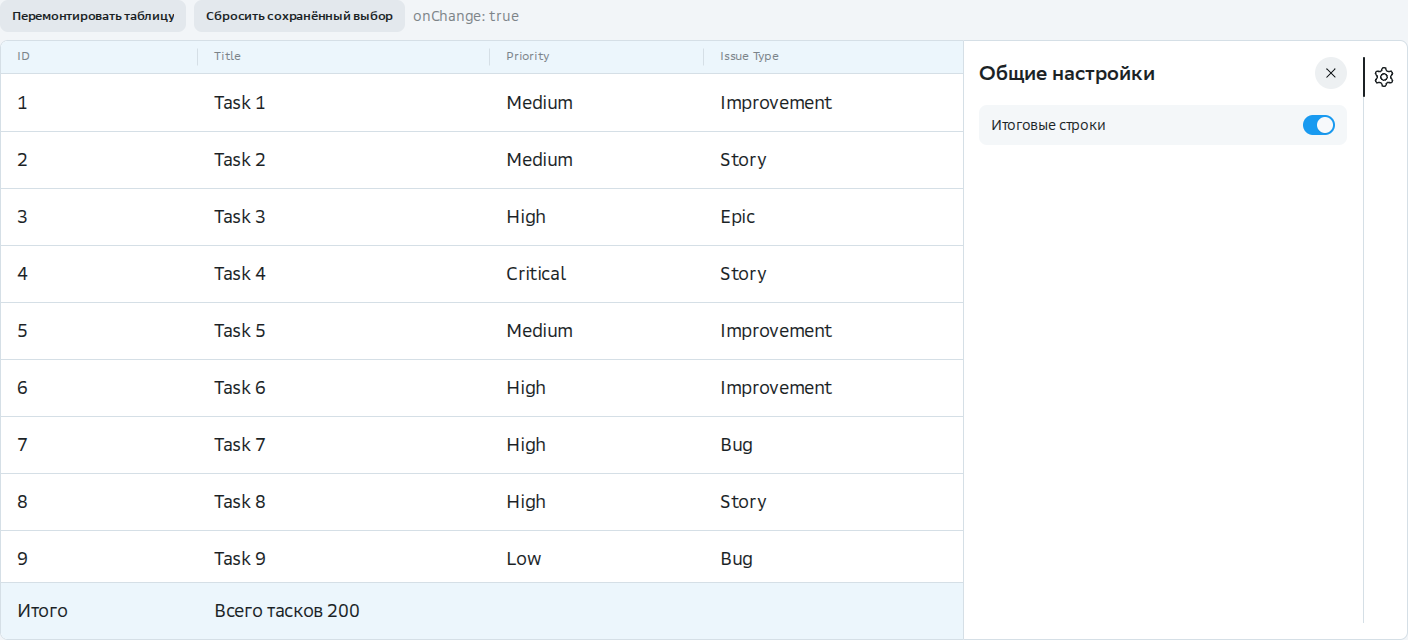 Перемонтировать таблицу Сбросить сохранённый выбор onChange: true
ID Title Priority Issue Type
1 Task 1 Medium Improvement
2 Task 2 Medium Story
3 Task 3 High Epic
4 Task 4 Critical Story
5 Task 5 Medium Improvement
6 Task 6 High Improvement
7 Task 7 High Bug
8 Task 8 High Story
9 Task 9 Low Bug
Итого Всего тасков 200
Общие настройки
Итоговые строки